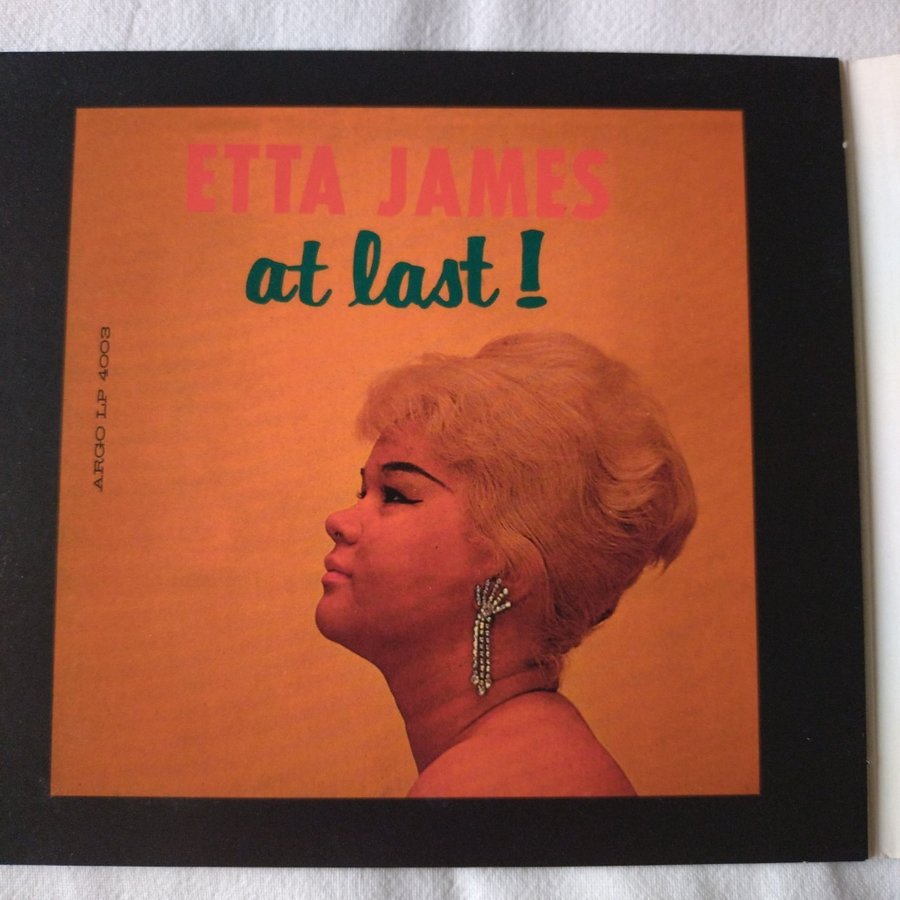 ETTA JAMES
at last!
ARGO LP 4003